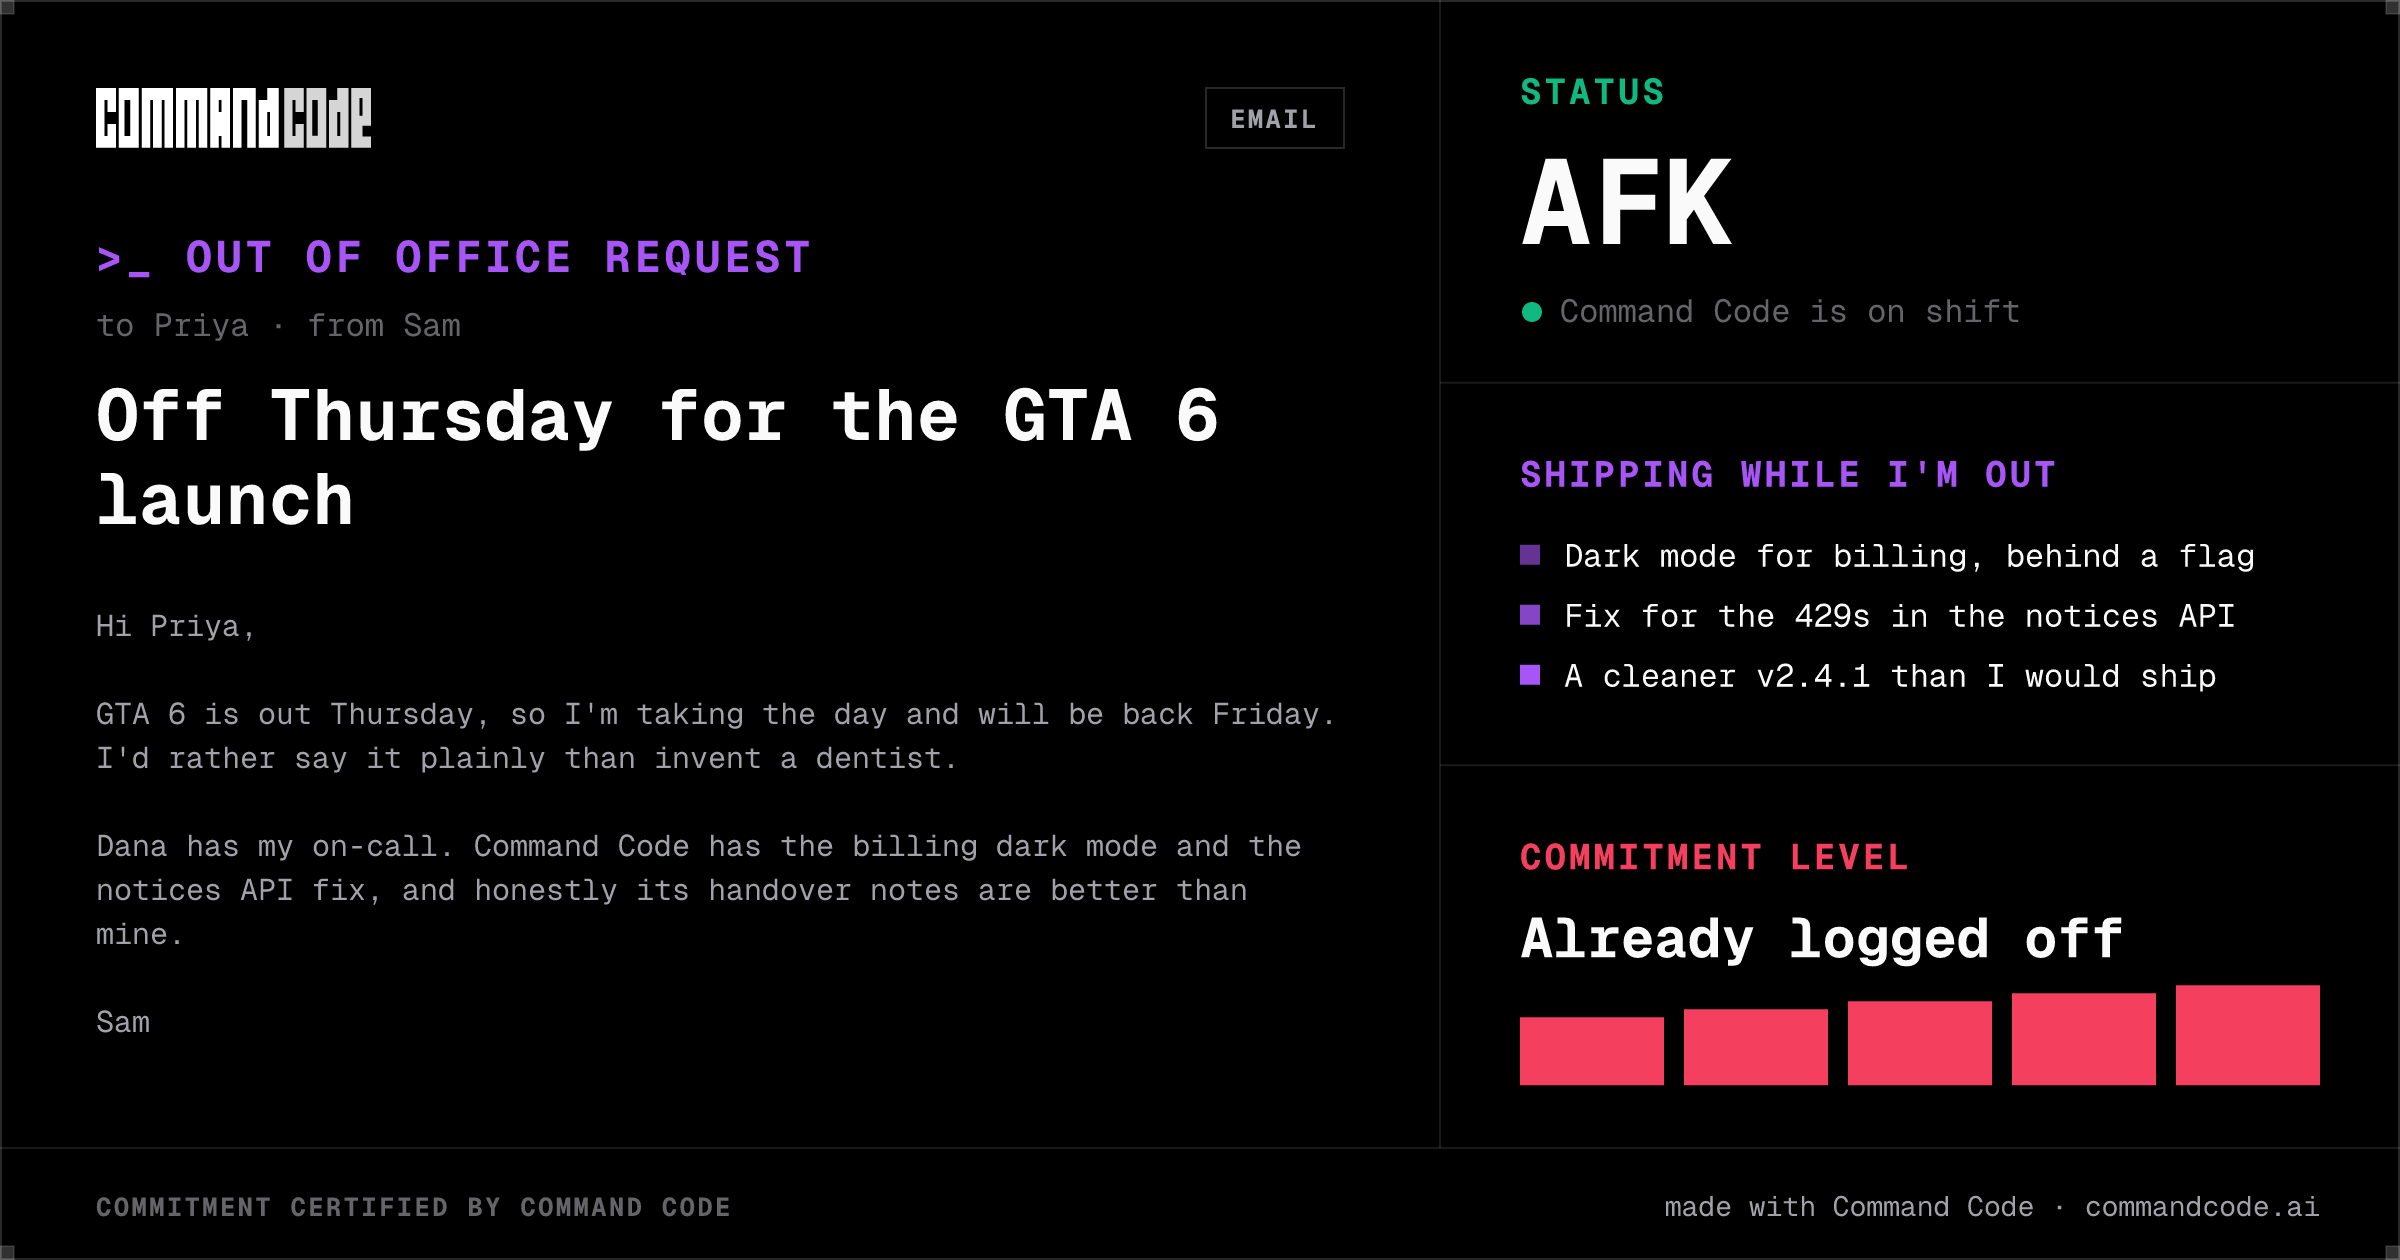 command code
EMAIL
>_ OUT OF OFFICE REQUEST
to Priya · from Sam
Off Thursday for the GTA 6
launch
Hi Priya,
GTA 6 is out Thursday, so I'm taking the day and will be back Friday.
I'd rather say it plainly than invent a dentist.
Dana has my on-call. Command Code has the billing dark mode and the
notices API fix, and honestly its handover notes are better than
mine.
Sam
STATUS
AFK
Command Code is on shift
SHIPPING WHILE I'M OUT
Dark mode for billing, behind a flag
Fix for the 429s in the notices API
A cleaner v2.4.1 than I would ship
COMMITMENT LEVEL
Already logged off
COMMITMENT CERTIFIED BY COMMAND CODE
made with Command Code · commandcode.ai